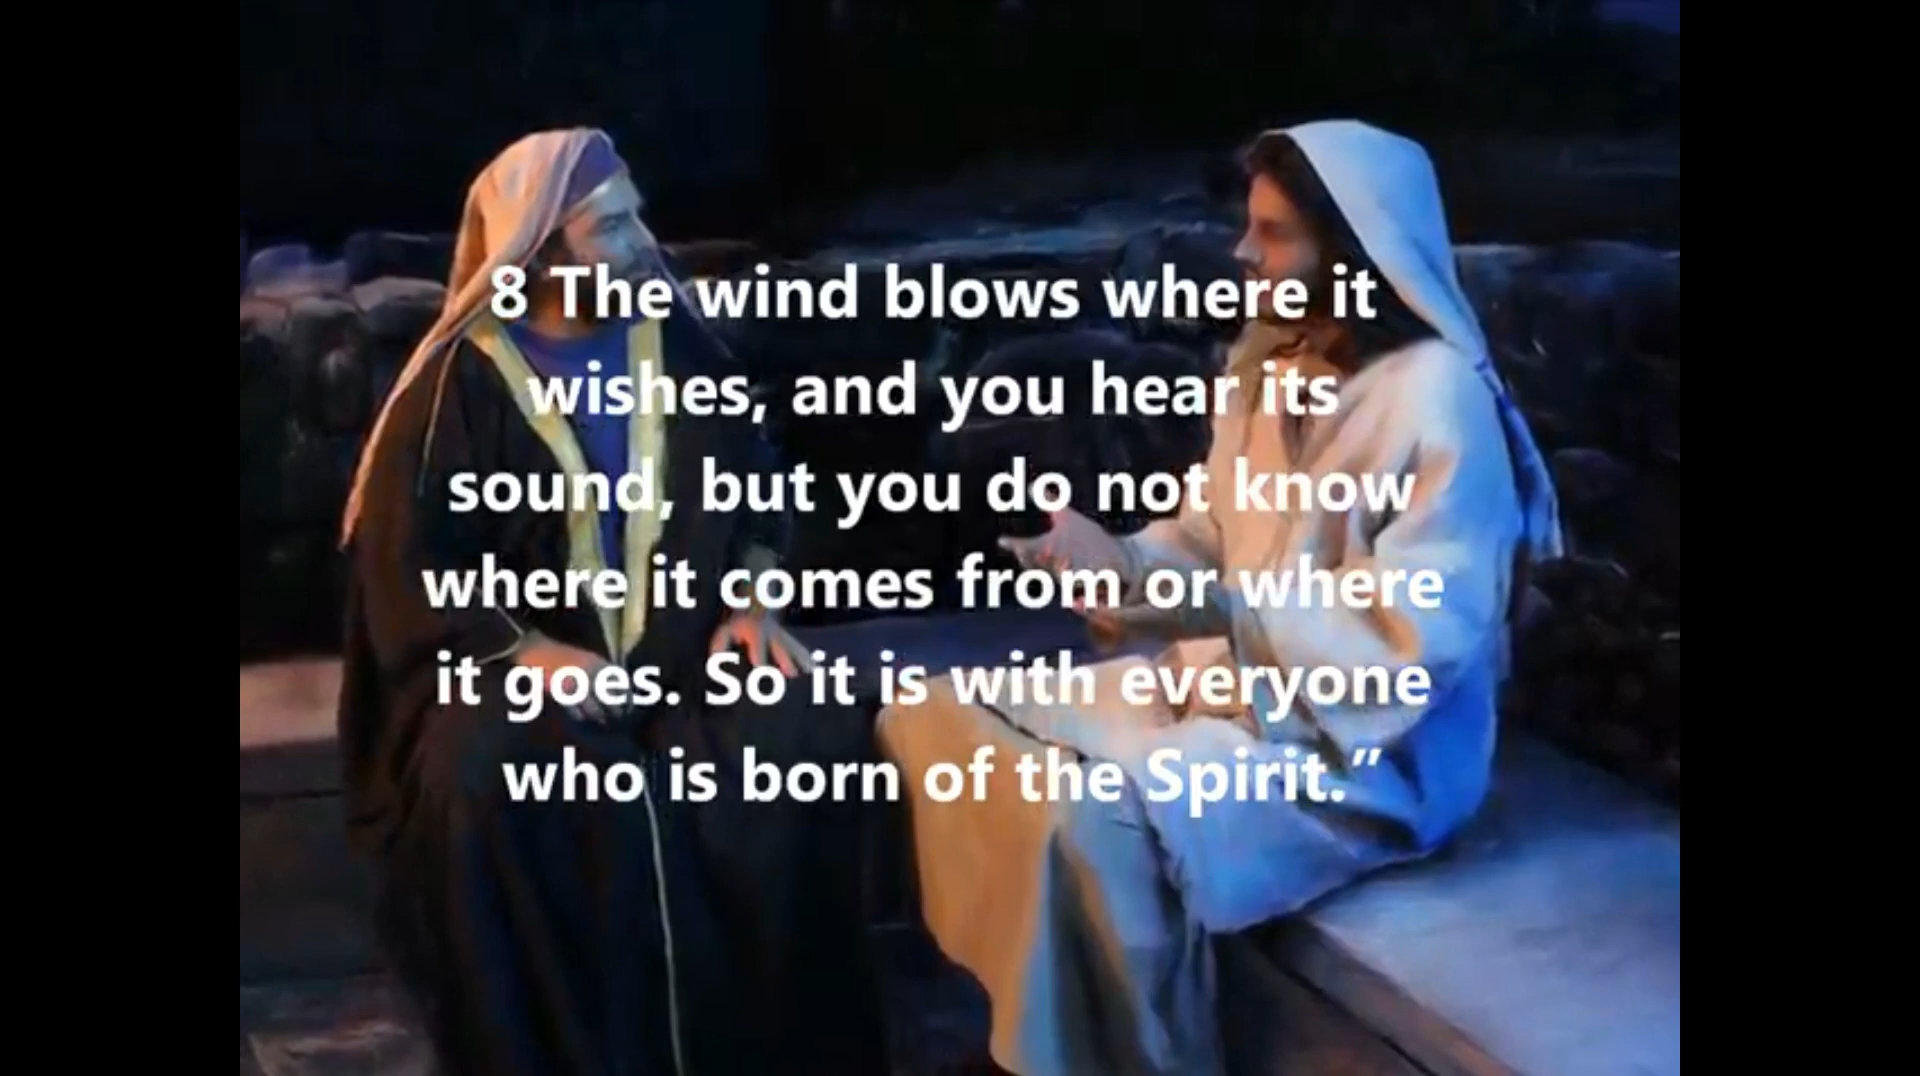 8 The wind blows where it
wishes, and you hear its
sound, but you do not know
where it comes from or where
it goes. So it is with everyone
who is born of the Spirit.”